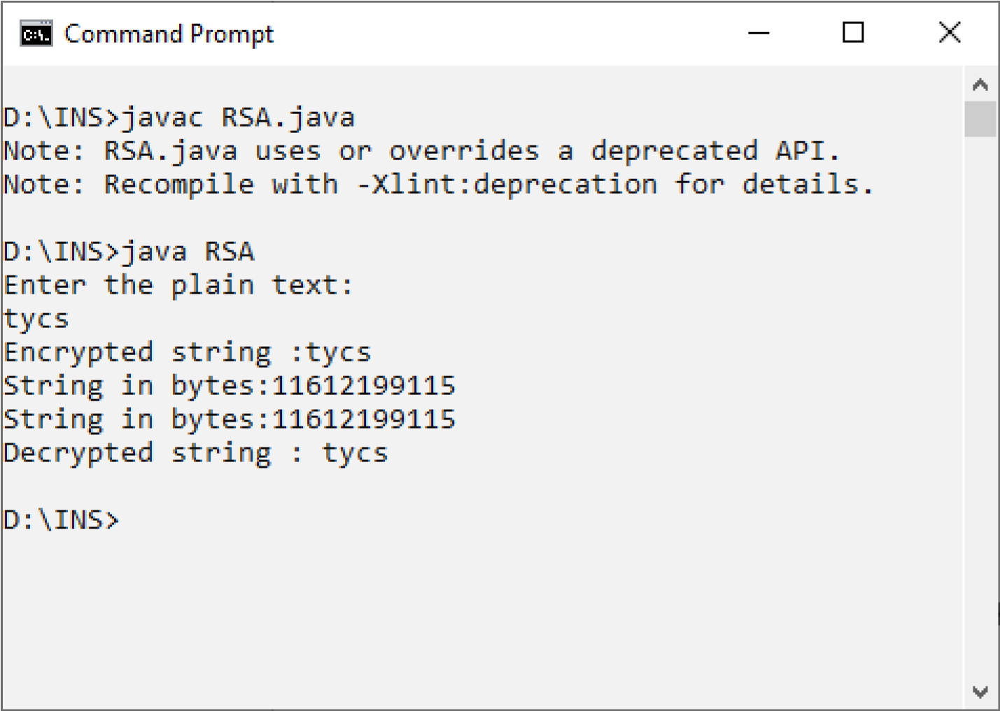 Command Prompt
D:\INS>javac RSA.java
Note: RSA.java uses or overrides a deprecated API.
Note: Recompile with -Xlint:deprecation for details.
D:\INS>java RSA
Enter the plain text:
tycs
Encrypted string :tycs
String in bytes:11612199115
String in bytes:11612199115
Decrypted string : tycs
D:\INS>